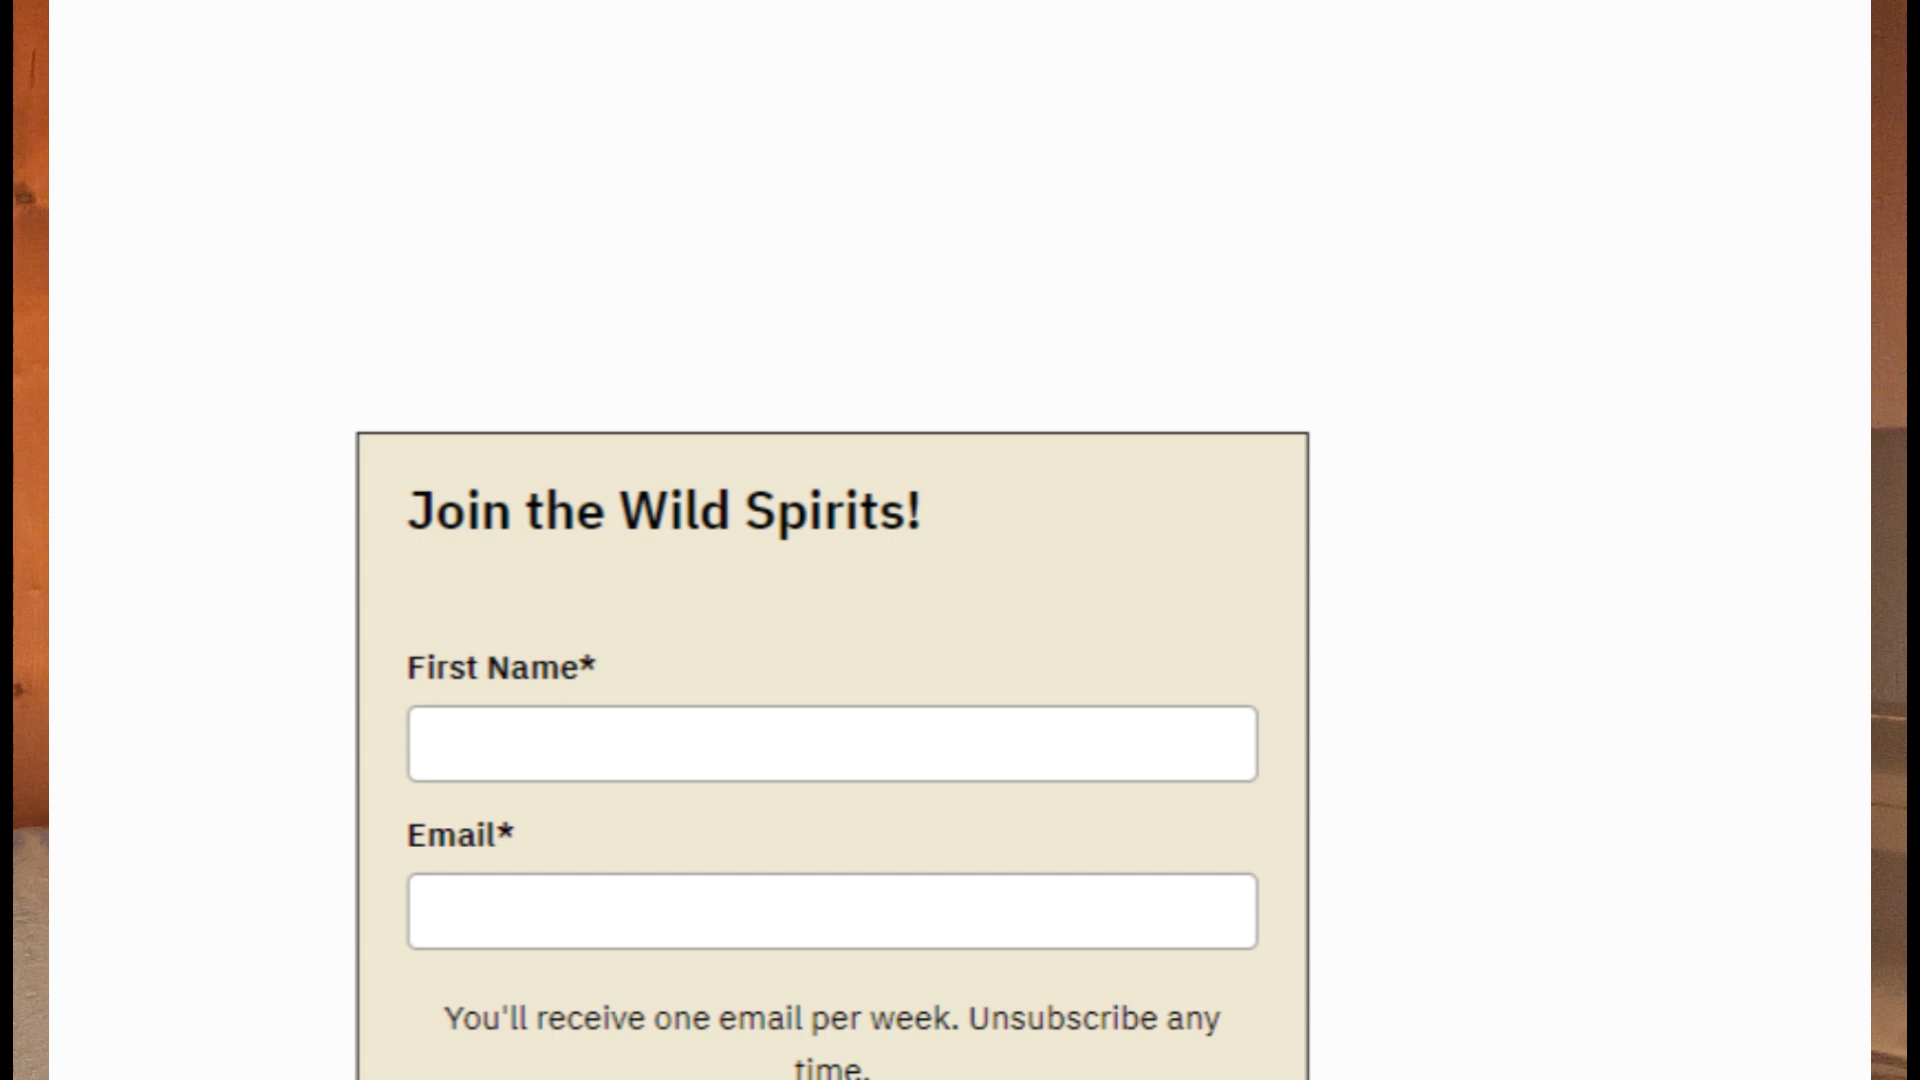 Join the Wild Spirits!
First Name*
Email*
You'll receive one email per week. Unsubscribe any
time.